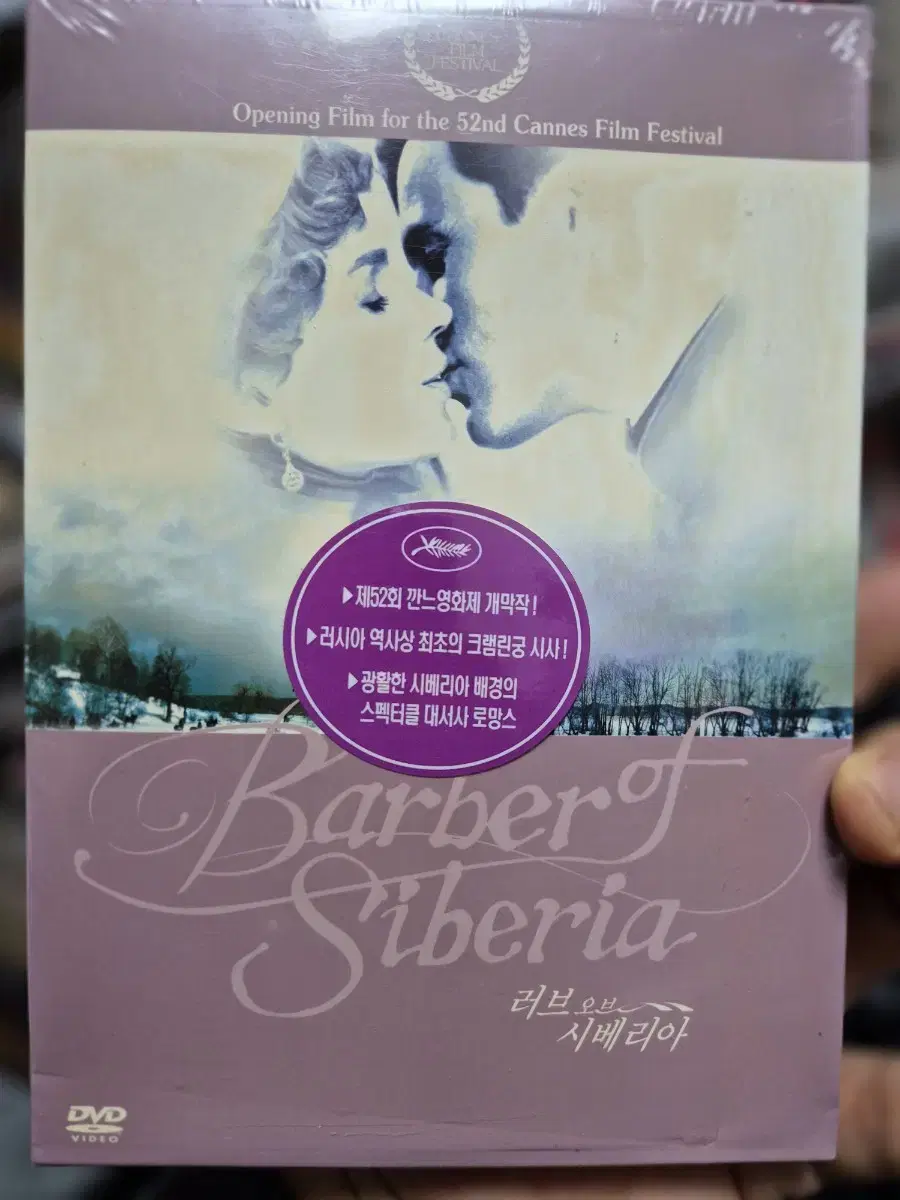 FILM
FESTIVAL
Opening Film for the 52nd Cannes Film Festival
▶제52회 깐느영화제 개막작!
▶러시아 역사상 최초의 크램린궁 시사!
▶광활한 시베리아 배경의
스펙터클 대서사 로망스
Barber of
Siberia
러브 오브
시베리아
DVD
VIDEO